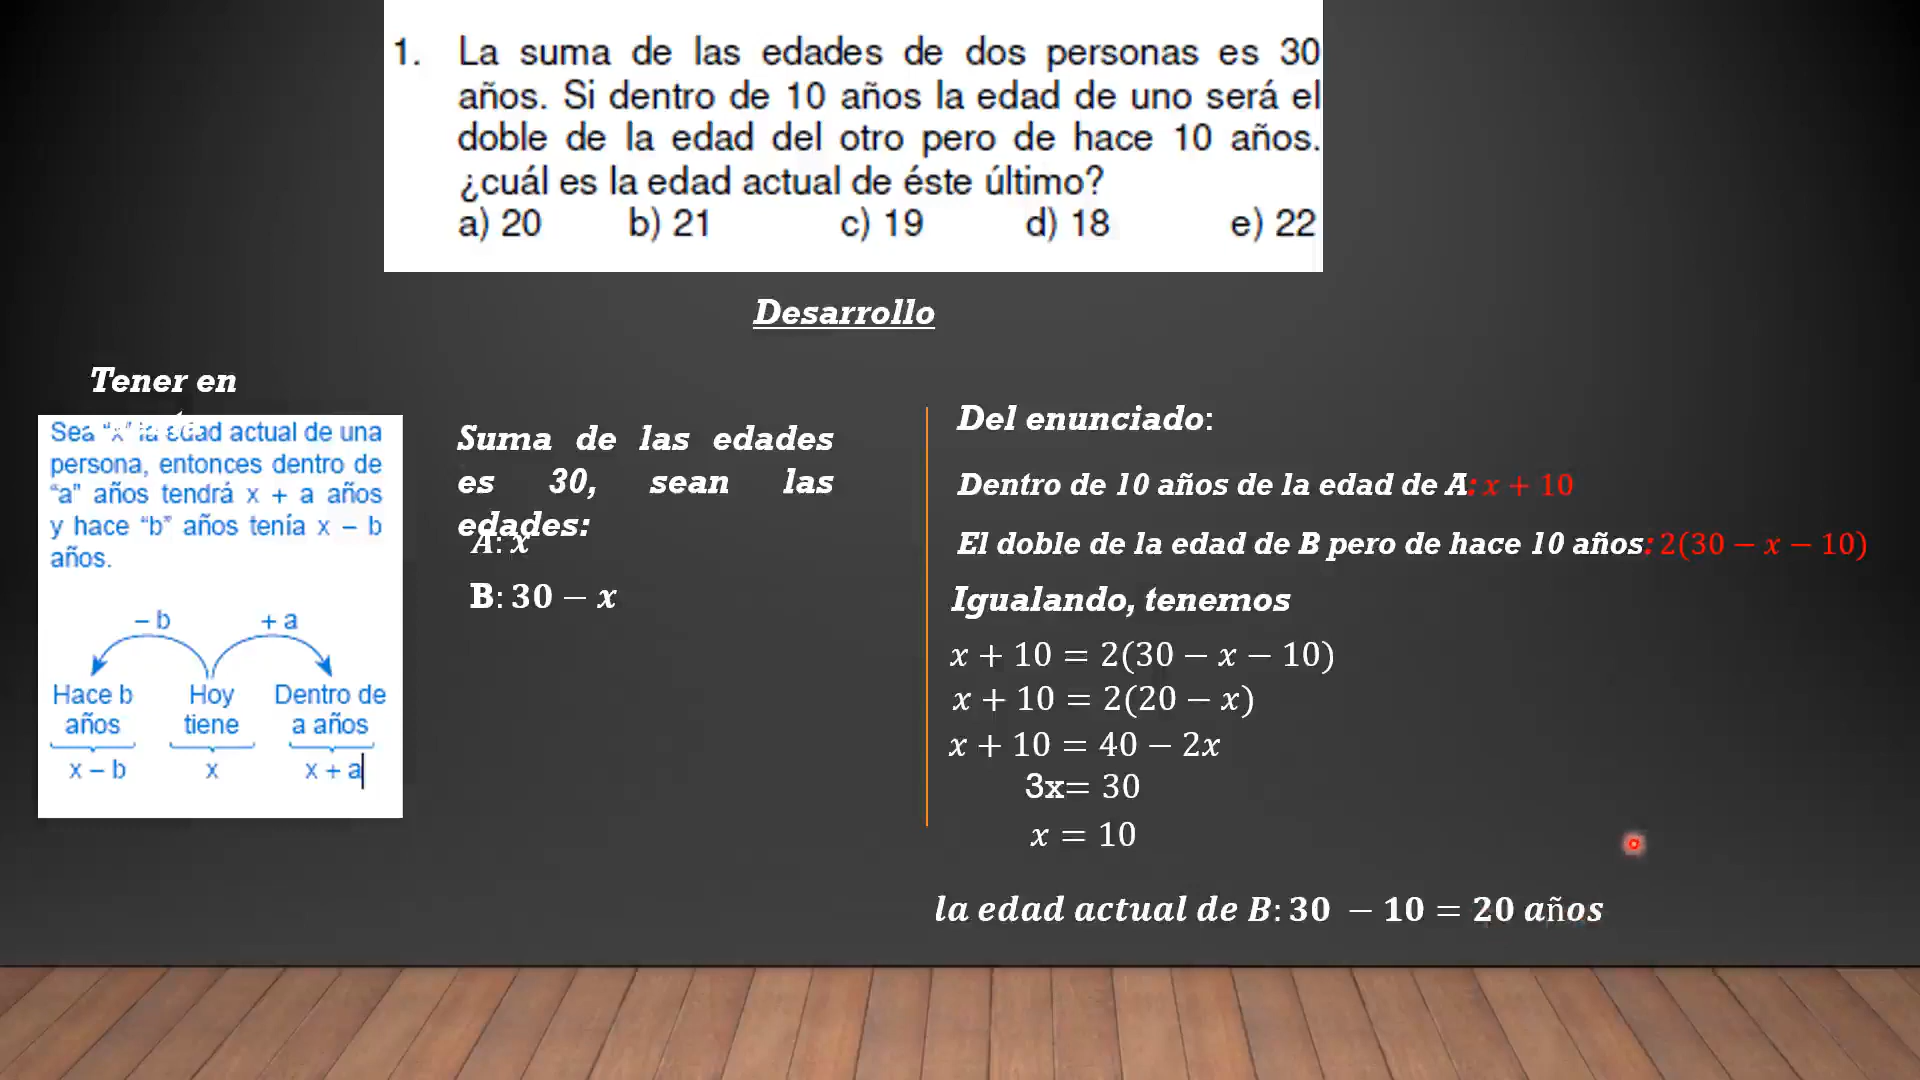 1. La suma de las edades de dos personas es 30
años. Si dentro de 10 años la edad de uno será el
doble de la edad del otro pero de hace 10 años.
¿cuál es la edad actual de éste último?
a) 20 b) 21 c) 19 d) 18 e) 22
Desarrollo
Tener en
Sea "x" la edad actual de una
persona, entonces dentro de
"a" años tendrá x + a años
y hace "b" años tenía x – b
años.
– b + a
Hace b Hoy Dentro de
años tiene a años
x – b x x + a
Suma de las edades
es 30, sean las
edades:
A: x
B: 30 − x
Del enunciado:
Dentro de 10 años de la edad de A: x + 10
El doble de la edad de B pero de hace 10 años: 2(30 − x − 10)
Igualando, tenemos
x + 10 = 2(30 − x − 10)
x + 10 = 2(20 − x)
x + 10 = 40 − 2x
3x= 30
x = 10
la edad actual de B: 30 − 10 = 20 años